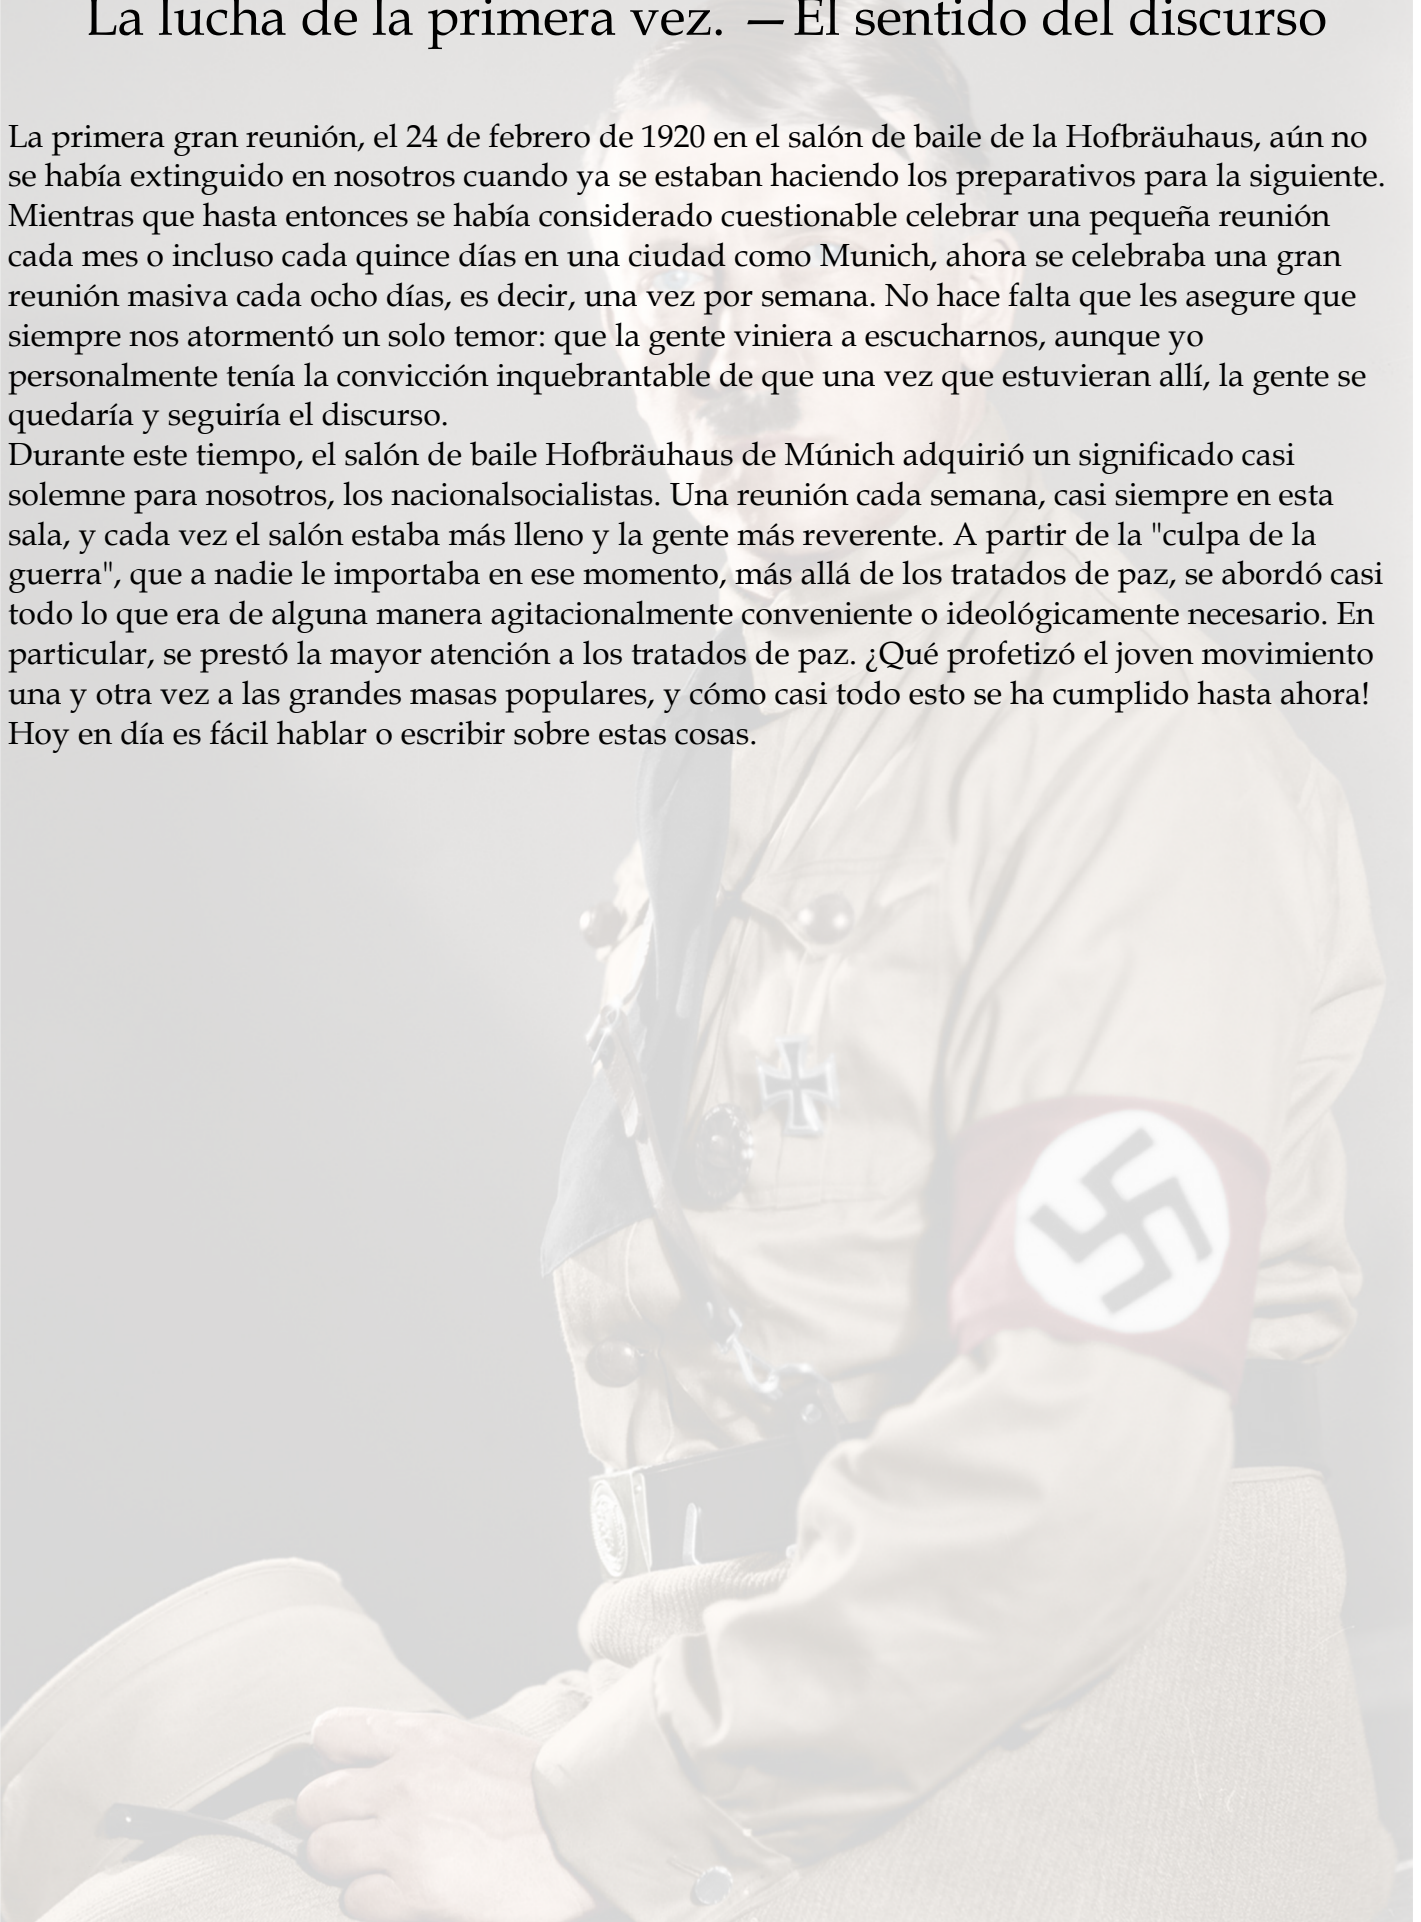 La lucha de la primera vez. —El sentido del discurso
La primera gran reunión, el 24 de febrero de 1920 en el salón de baile de la Hofbräuhaus, aún no
se había extinguido en nosotros cuando ya se estaban haciendo los preparativos para la siguiente.
Mientras que hasta entonces se había considerado cuestionable celebrar una pequeña reunión
cada mes o incluso cada quince días en una ciudad como Munich, ahora se celebraba una gran
reunión masiva cada ocho días, es decir, una vez por semana. No hace falta que les asegure que
siempre nos atormentó un solo temor: que la gente viniera a escucharnos, aunque yo
personalmente tenía la convicción inquebrantable de que una vez que estuvieran allí, la gente se
quedaría y seguiría el discurso.
Durante este tiempo, el salón de baile Hofbräuhaus de Múnich adquirió un significado casi
solemne para nosotros, los nacionalsocialistas. Una reunión cada semana, casi siempre en esta
sala, y cada vez el salón estaba más lleno y la gente más reverente. A partir de la "culpa de la
guerra", que a nadie le importaba en ese momento, más allá de los tratados de paz, se abordó casi
todo lo que era de alguna manera agitacionalmente conveniente o ideológicamente necesario. En
particular, se prestó la mayor atención a los tratados de paz. ¿Qué profetizó el joven movimiento
una y otra vez a las grandes masas populares, y cómo casi todo esto se ha cumplido hasta ahora!
Hoy en día es fácil hablar o escribir sobre estas cosas.